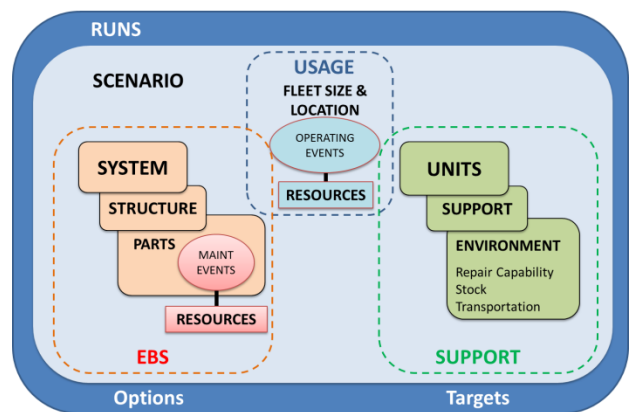 RUNS
SCENARIO
USAGE
FLEET SIZE &
LOCATION
OPERATING
EVENTS
RESOURCES
SYSTEM
STRUCTURE
PARTS
MAINT
EVENTS
RESOURCES
EBS
UNITS
SUPPORT
ENVIRONMENT
Repair Capability
Stock
Transportation
SUPPORT
Options
Targets